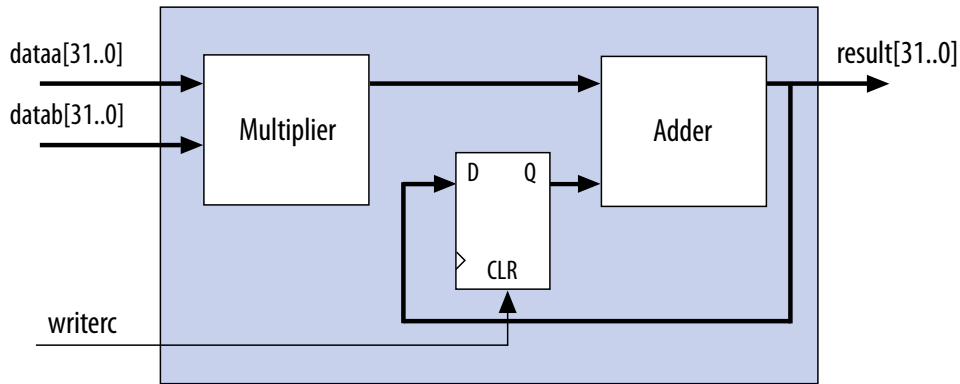 dataa[31..0]
result[31..0]
datab[31..0]
Multiplier
Adder
D
Q
CLR
writerc